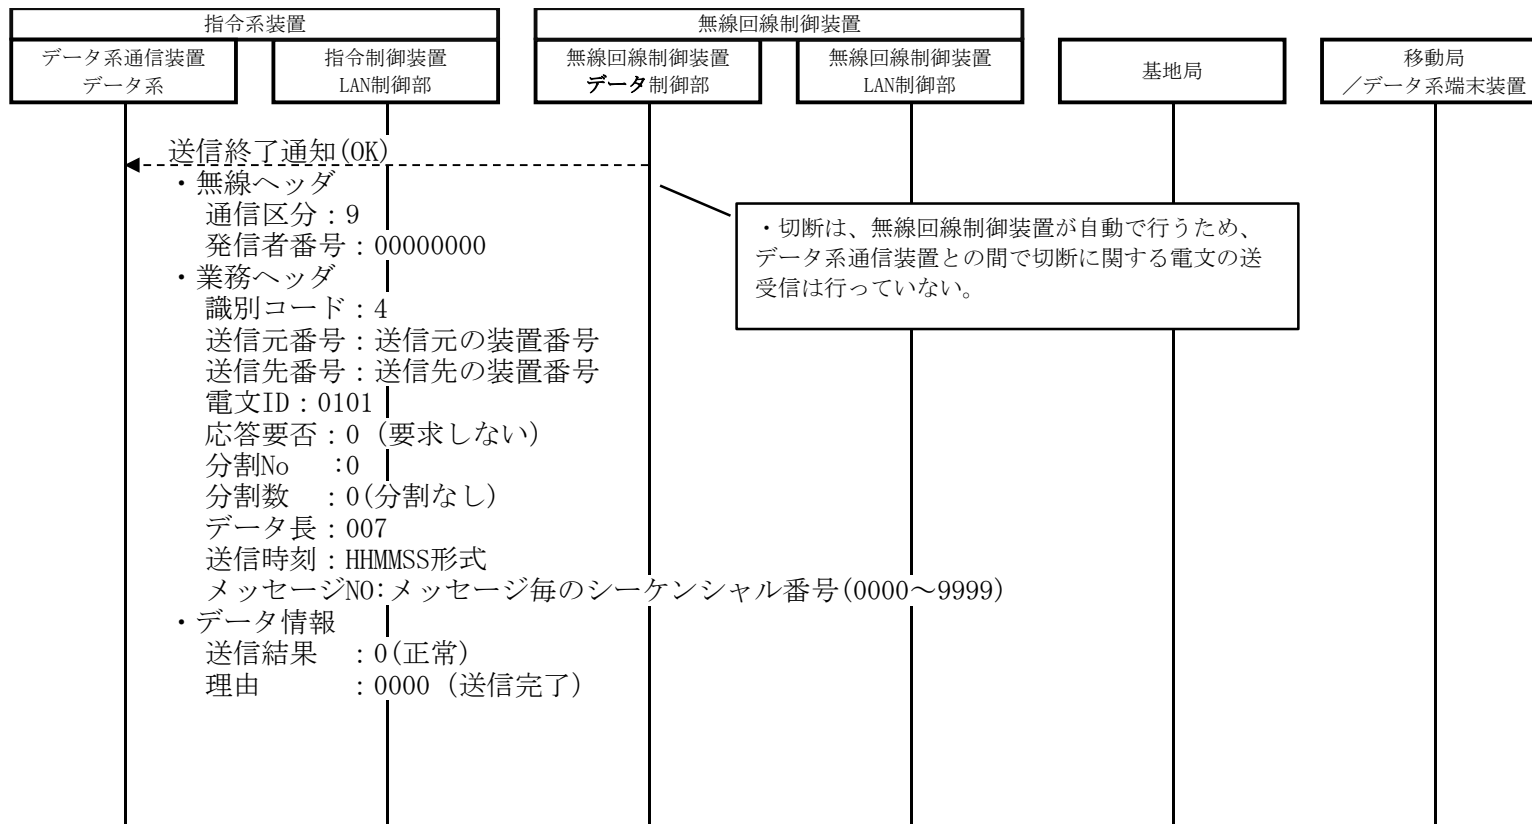 指令系装置
無線回線制御装置
データ系通信装置
データ系
指令制御装置
LAN制御部
無線回線制御装置
データ制御部
無線回線制御装置
LAN制御部
基地局
移動局
／データ系端末装置
送信終了通知(OK)
・無線ヘッダ
通信区分：9
発信者番号：00000000
・業務ヘッダ
識別コード：4
送信元番号：送信元の装置番号
送信先番号：送信先の装置番号
電文ID：0101
応答要否：0 (要求しない)
分割No　:0
分割数　：0(分割なし)
データ長：007
送信時刻：HHMMSS形式
メッセージNO:メッセージ毎のシーケンシャル番号(0000～9999)
・データ情報
送信結果　：0(正常)
理由　　　：0000 (送信完了)
・切断は、無線回線制御装置が自動で行うため、
データ系通信装置との間で切断に関する電文の送
受信は行っていない。